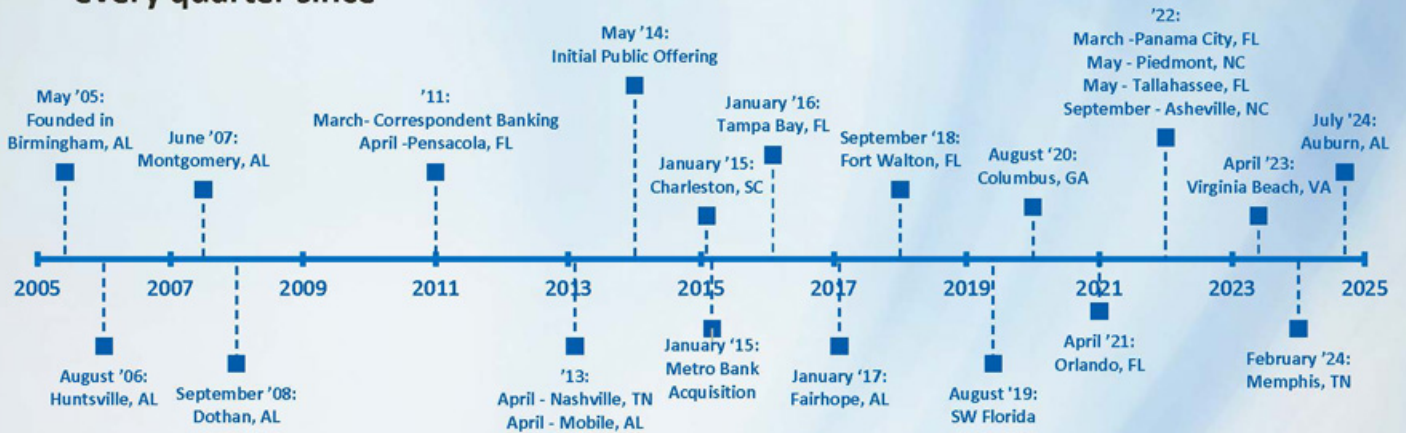 every quarter since
May '14:
Initial Public Offering
'22:
March -Panama City, FL
May - Piedmont, NC
May - Tallahassee, FL
September - Asheville, NC
May '05:
Founded in
Birmingham, AL
June '07:
Montgomery, AL
'11:
March- Correspondent Banking
April -Pensacola, FL
January '15:
Charleston, SC
January '16:
Tampa Bay, FL
September ‘18:
Fort Walton, FL
August '20:
Columbus, GA
April '23:
Virginia Beach, VA
July '24:
Auburn, AL
2005 2007 2009 2011 2013 2015 2017 2019 2021 2023 2025
August '06:
Huntsville, AL
September '08:
Dothan, AL
'13:
April - Nashville, TN
April - Mobile, AL
January ‘15:
Metro Bank
Acquisition
January ‘17:
Fairhope, AL
August '19:
SW Florida
April '21:
Orlando, FL
February '24:
Memphis, TN